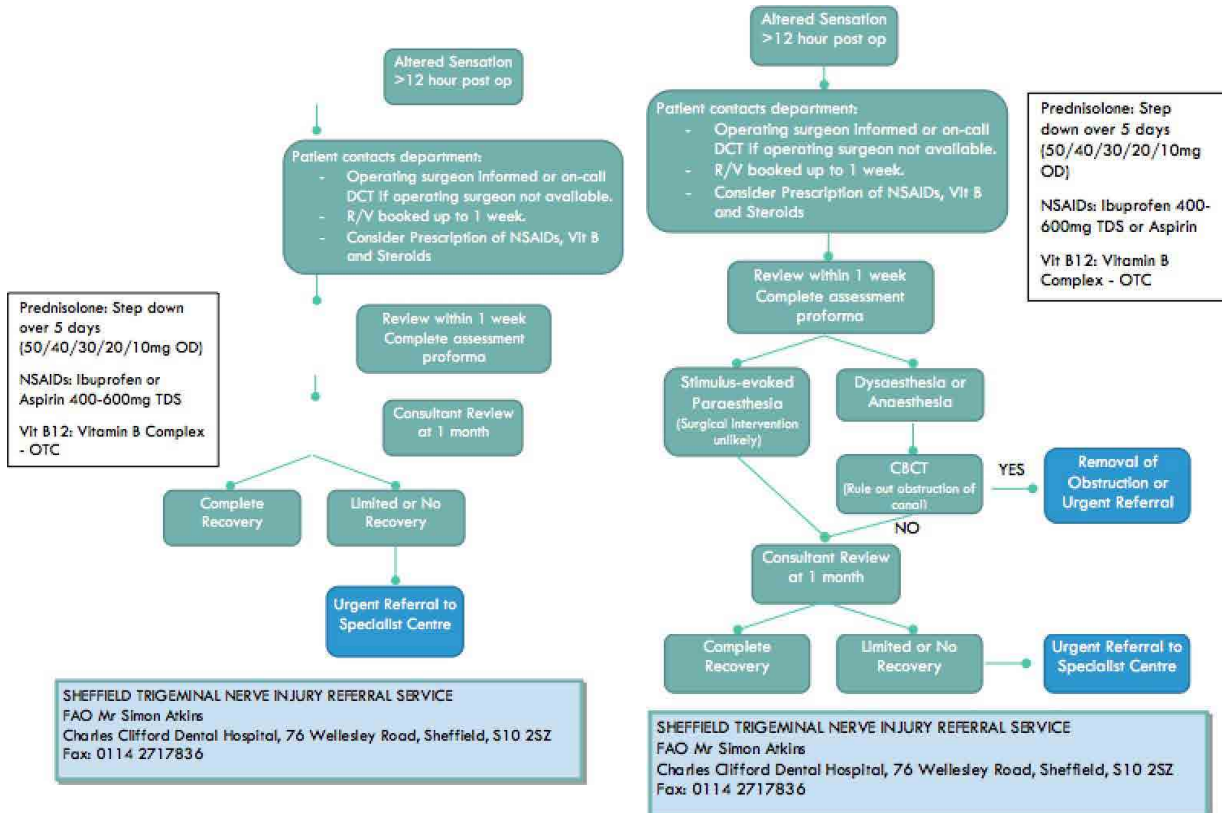 Altered Sensation
>12 hour post op
Patient contacts department:
- Operating surgeon informed or on-call
DCT if operating surgeon not available.
- R/V booked up to 1 week.
- Consider Prescription of NSAIDs, Vit B
and Steroids
Prednisolone: Step down
over 5 days
(50/40/30/20/10mg OD)
NSAIDs: Ibuprofen or
Aspirin 400-600mg TDS
Vit B12: Vitamin B Complex
- OTC
Review within 1 week
Complete assessment
proforma
Consultant Review
at 1 month
Complete
Recovery
Limited or No
Recovery
Urgent Referral to
Specialist Centre
SHEFFIELD TRIGEMINAL NERVE INJURY REFERRAL SERVICE
FAO Mr Simon Atkins
Charles Clifford Dental Hospital, 76 Wellesley Road, Sheffield, S10 2SZ
Fax: 0114 2717836
Altered Sensation
>12 hour post op
Patient contacts department:
- Operating surgeon informed or on-call
DCT if operating surgeon not available.
- R/V booked up to 1 week.
- Consider Prescription of NSAIDs, Vit B
and Steroids
Prednisolone: Step
down over 5 days
(50/40/30/20/10mg
OD)
NSAIDs: Ibuprofen 400-
600mg TDS or Aspirin
Vit B12: Vitamin B
Complex - OTC
Review within 1 week
Complete assessment
proforma
Stimulus-evoked
Paraesthesia
(Surgical intervention
unlikely)
Dysaesthesia or
Anaesthesia
CBCT
(Rule out obstruction of
canal)
YES
Removal of
Obstruction or
Urgent Referral
NO
Consultant Review
at 1 month
Complete
Recovery
Limited or No
Recovery
Urgent Referral to
Specialist Centre
SHEFFIELD TRIGEMINAL NERVE INJURY REFERRAL SERVICE
FAO Mr Simon Atkins
Charles Clifford Dental Hospital, 76 Wellesley Road, Sheffield, S10 2SZ
Fax: 0114 2717836